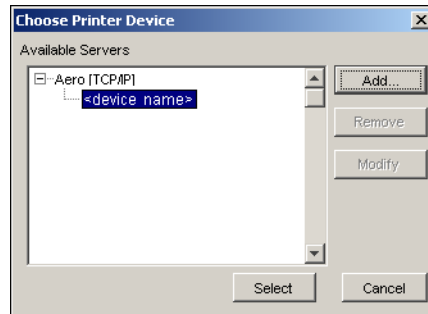 Choose Printer Device
Available Servers
Aero [TCP/IP]
<device name>
Add...
Remove
Modify
Select
Cancel